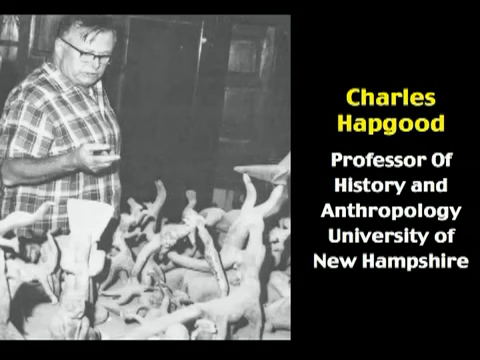 Charles
Hapgood
Professor Of
History and
Anthropology
University of
New Hampshire